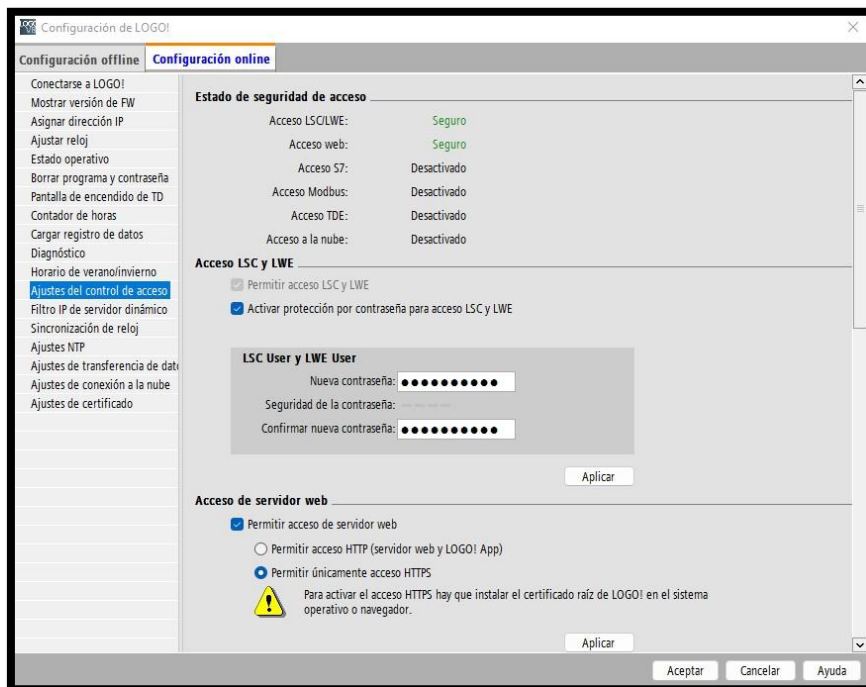 Configuración de LOGO!
Configuración offline
Configuración online
Conectarse a LOGO!
Mostrar versión de FW
Asignar dirección IP
Ajustar reloj
Estado operativo
Borrar programa y contraseña
Pantalla de encendido de TD
Contador de horas
Cargar registro de datos
Diagnóstico
Horario de verano/invierno
Ajustes del control de acceso
Filtro IP de servidor dinámico
Sincronización de reloj
Ajustes NTP
Ajustes de transferencia de dato
Ajustes de conexión a la nube
Ajustes de certificado
Estado de seguridad de acceso
Acceso LSC/LWE: Seguro
Acceso web: Seguro
Acceso S7: Desactivado
Acceso Modbus: Desactivado
Acceso TDE: Desactivado
Acceso a la nube: Desactivado
Acceso LSC y LWE
Permitir acceso LSC y LWE
Activar protección por contraseña para acceso LSC y LWE
LSC User y LWE User
Nueva contraseña: ●●●●●●●●●●
Seguridad de la contraseña:
Confirmar nueva contraseña: ●●●●●●●●●●
Aplicar
Acceso de servidor web
Permitir acceso de servidor web
Permitir acceso HTTP (servidor web y LOGO! App)
Permitir únicamente acceso HTTPS
Para activar el acceso HTTPS hay que instalar el certificado raíz de LOGO! en el sistema
operativo o navegador.
Aplicar
Aceptar
Cancelar
Ayuda